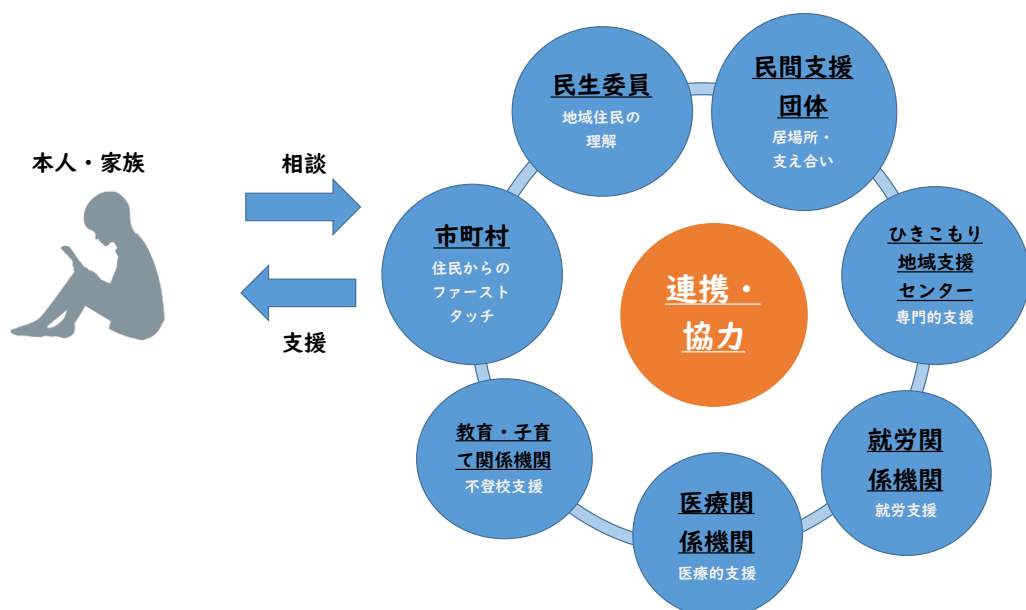 本人・家族
相談
支援
市町村
住民からの
ファースト
タッチ
民生委員
地域住民の
理解
民間支援
団体
居場所・
支え合い
ひきこもり
地域支援
センター
専門的支援
就労関
係機関
就労支援
医療関
係機関
医療的支援
教育・子育
て関係機関
不登校支援
連携・
協力